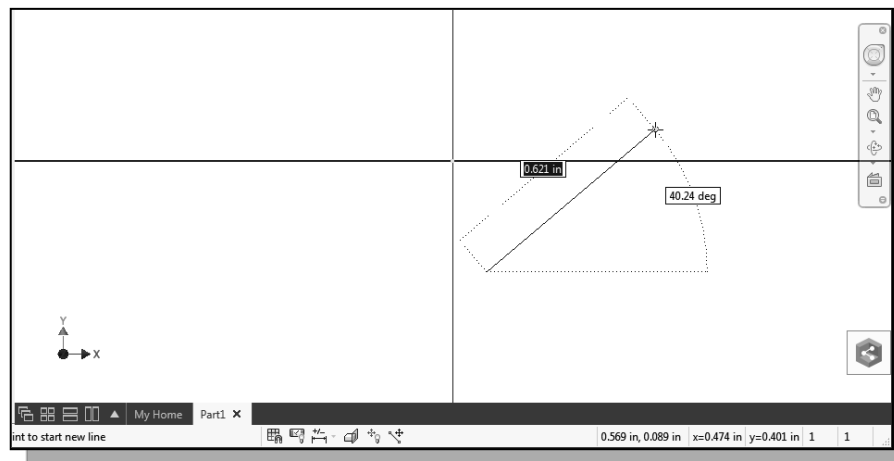 0.621 in
40.24 deg
Y
X
My Home Part1
int to start new line 0.569 in, 0.089 in x=0.474 in y=0.401 in 1 1